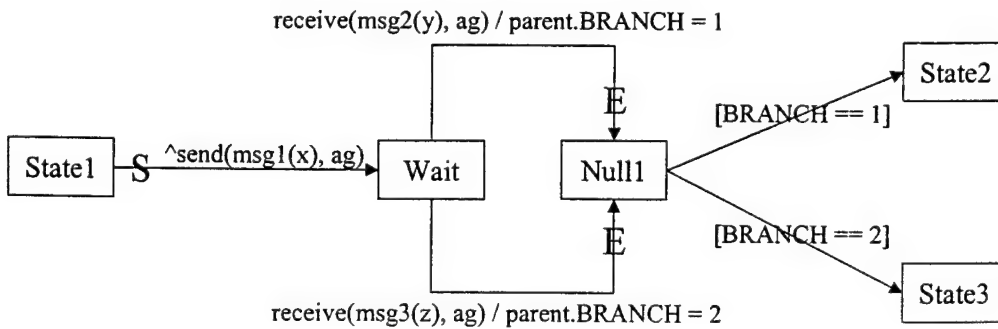 receive(msg2(y), ag) / parent.BRANCH = 1
State2
E
[BRANCH == 1]
^send(msg1(x), ag)
State1
S
Wait
Null1
E
[BRANCH == 2]
State3
receive(msg3(z), ag) / parent.BRANCH = 2